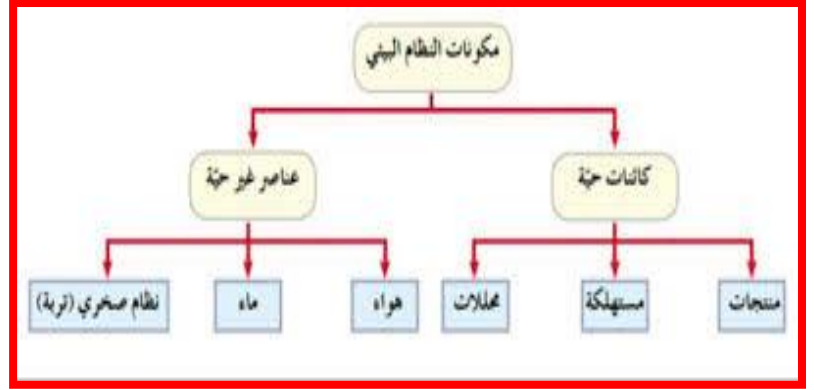 مكونات النظام البيئي
كائنات حيّة
عناصر غير حيّة
منتجات
مستهلكة
محللات
هواء
ماء
نظام صخري (تربة)